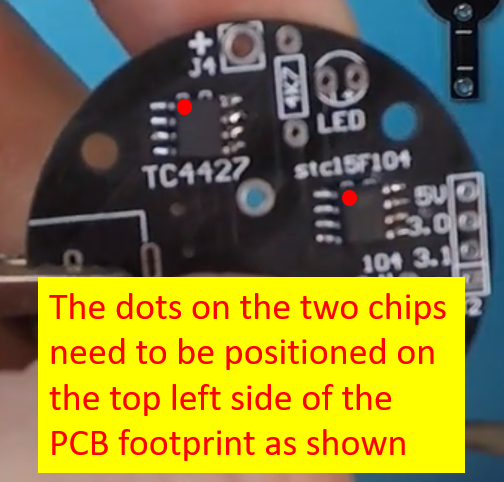 +
J4
4K7
LED
TC4427
stc15F104
5V
3.0
3.1
104
2
The dots on the two chips
need to be positioned on
the top left side of the
PCB footprint as shown